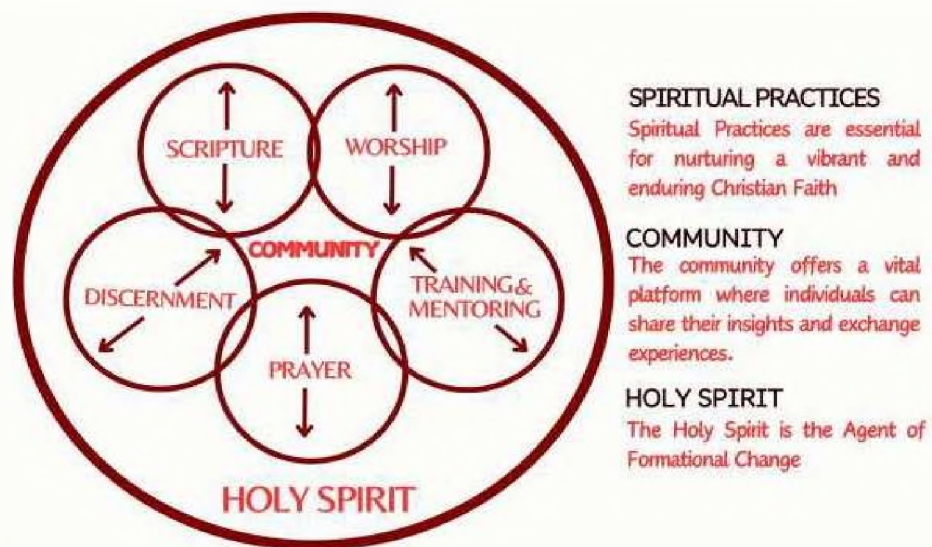 SCRIPTURE
WORSHIP
COMMUNITY
DISCERNMENT
TRAINING &
MENTORING
PRAYER
HOLY SPIRIT
SPIRITUAL PRACTICES
Spiritual Practices are essential
for nurturing a vibrant and
enduring Christian Faith
COMMUNITY
The community offers a vital
platform where individuals can
share their insights and exchange
experiences.
HOLY SPIRIT
The Holy Spirit is the Agent of
Formational Change